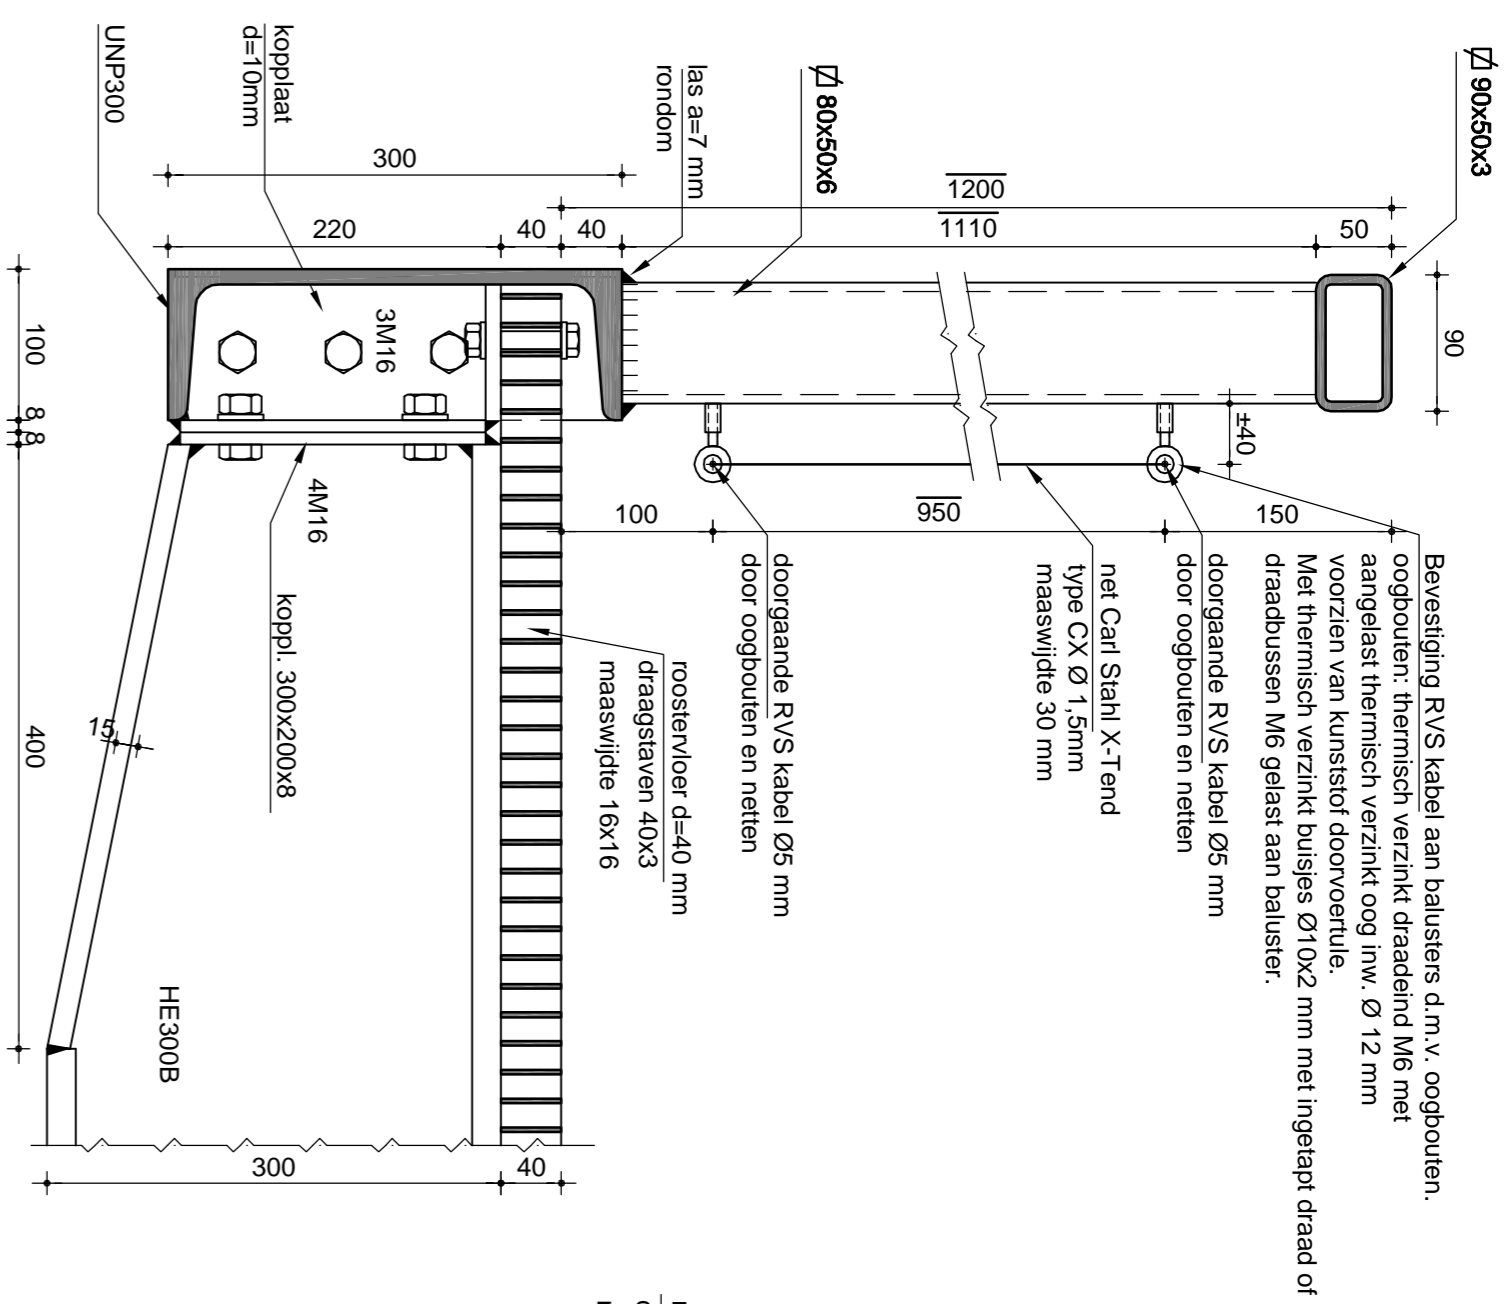 ⍁ 90x50x3
⍁ 80x50x6
las a=7 mm
rondom
kopplaat
d=10mm
UNP300
300
1200
220
40
40
1110
50
90
±40
100
950
150
100
8
8
400
3M16
4M16
koppl. 300x200x8
15
HE300B
300
40
Bevestiging RVS kabel aan balusters d.m.v. oogbouten.
oogbouten: thermisch verzinkt draadeind M6 met
aangelast thermisch verzinkt oog inw. Ø 12 mm
voorzien van kunststof doorvoertule.
Met thermisch verzinkt buisjes Ø10x2 mm met ingetapt draad of
draadbussen M6 gelast aan baluster.
doorgaande RVS kabel Ø5 mm
door oogbouten en netten
net Carl Stahl X-Tend
type CX Ø 1,5mm
maaswijdte 30 mm
doorgaande RVS kabel Ø5 mm
door oogbouten en netten
roostervloer d=40 mm
draagstaven 40x3
maaswijdte 16x16